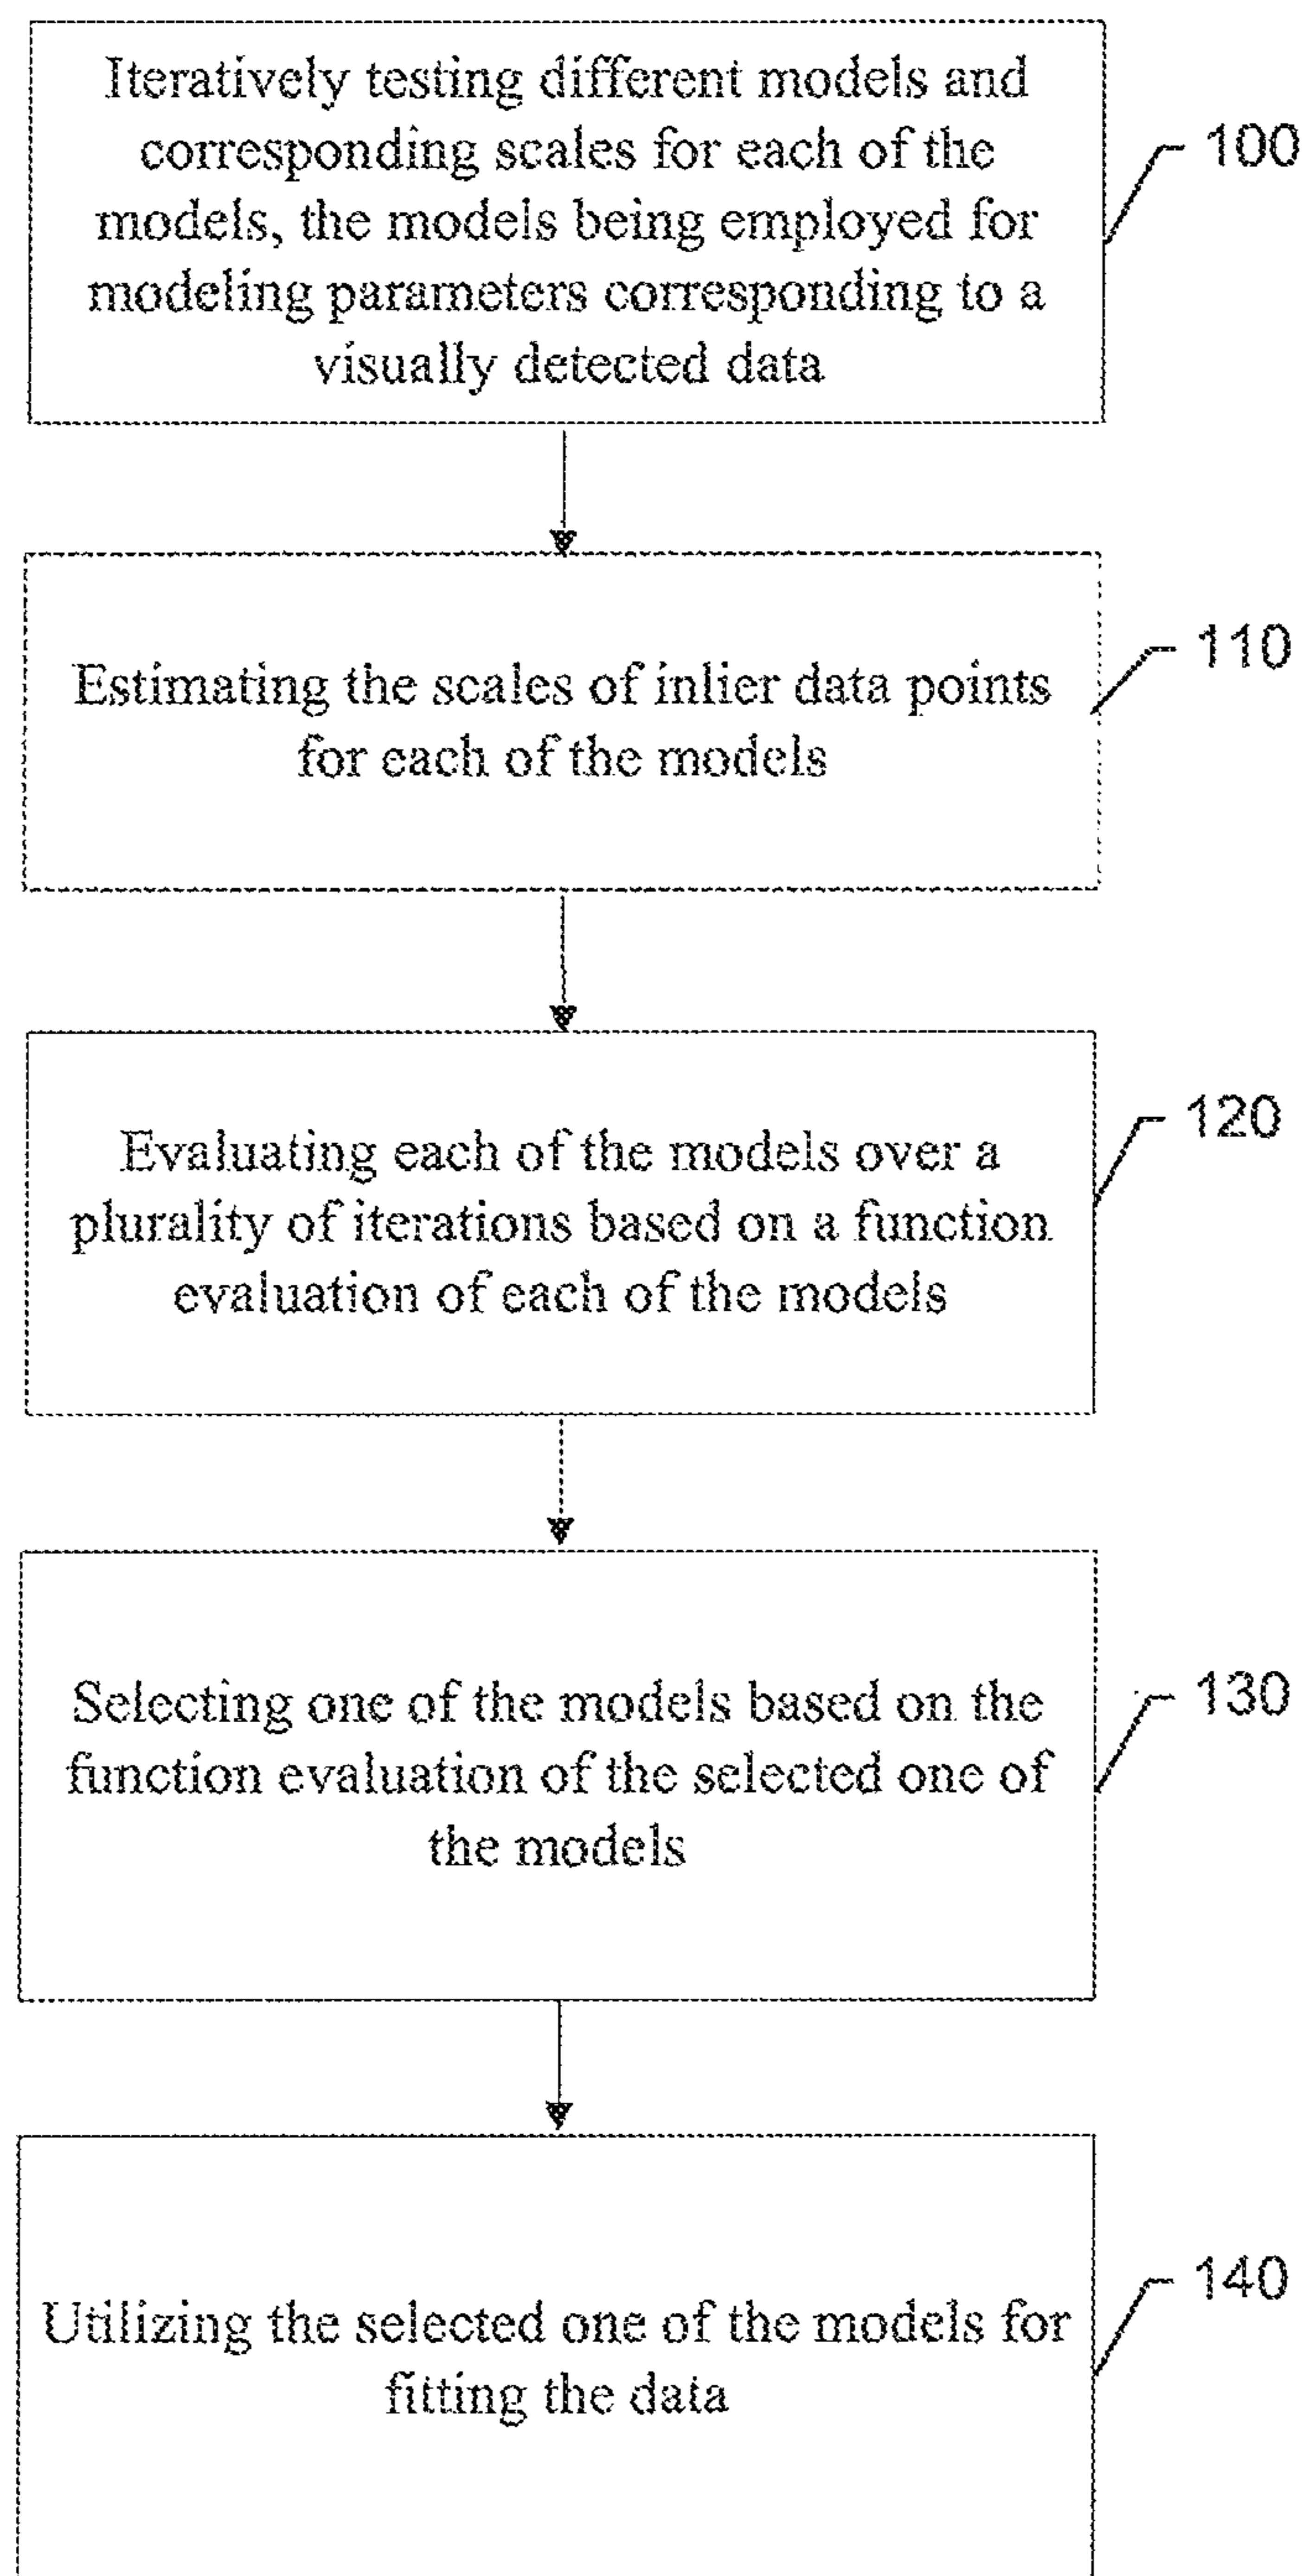 Iteratively testing different models and
corresponding scales for each of the
models, the models being employed for
modeling parameters corresponding to a
visually detected data
100
Estimating the scales of inlier data points
for each of the models
110
Evaluating each of the models over a
plurality of iterations based on a function
evaluation of each of the models
120
Selecting one of the models based on the
function evaluation of the selected one of
the models
130
Utilizing the selected one of the models for
fitting the data
140